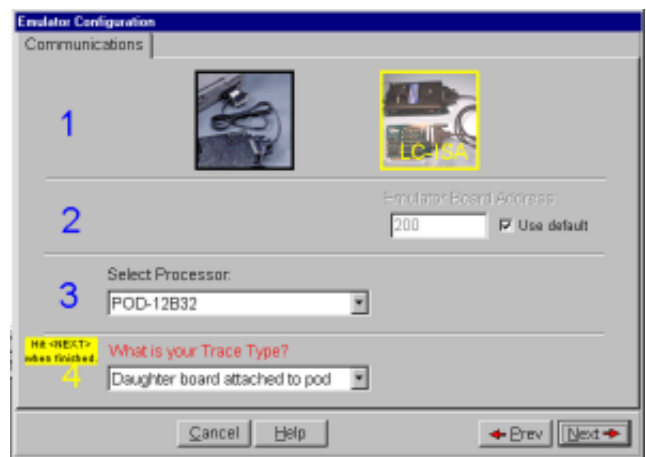 Emulator Configuration
Communications
1
LC-ISA
Emulator Board Address:
2
200
Use default
Select Processor:
3
POD-12B32
Hit <NEXT>
when finished.
What is your Trace Type?
4
Daughter board attached to pod
Cancel
Help
Prev
Next